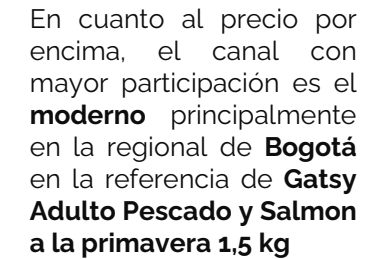 En cuanto al precio por
encima, el canal con
mayor participación es el
moderno principalmente
en la regional de Bogotá
en la referencia de Gatsy
Adulto Pescado y Salmon
a la primavera 1,5 kg